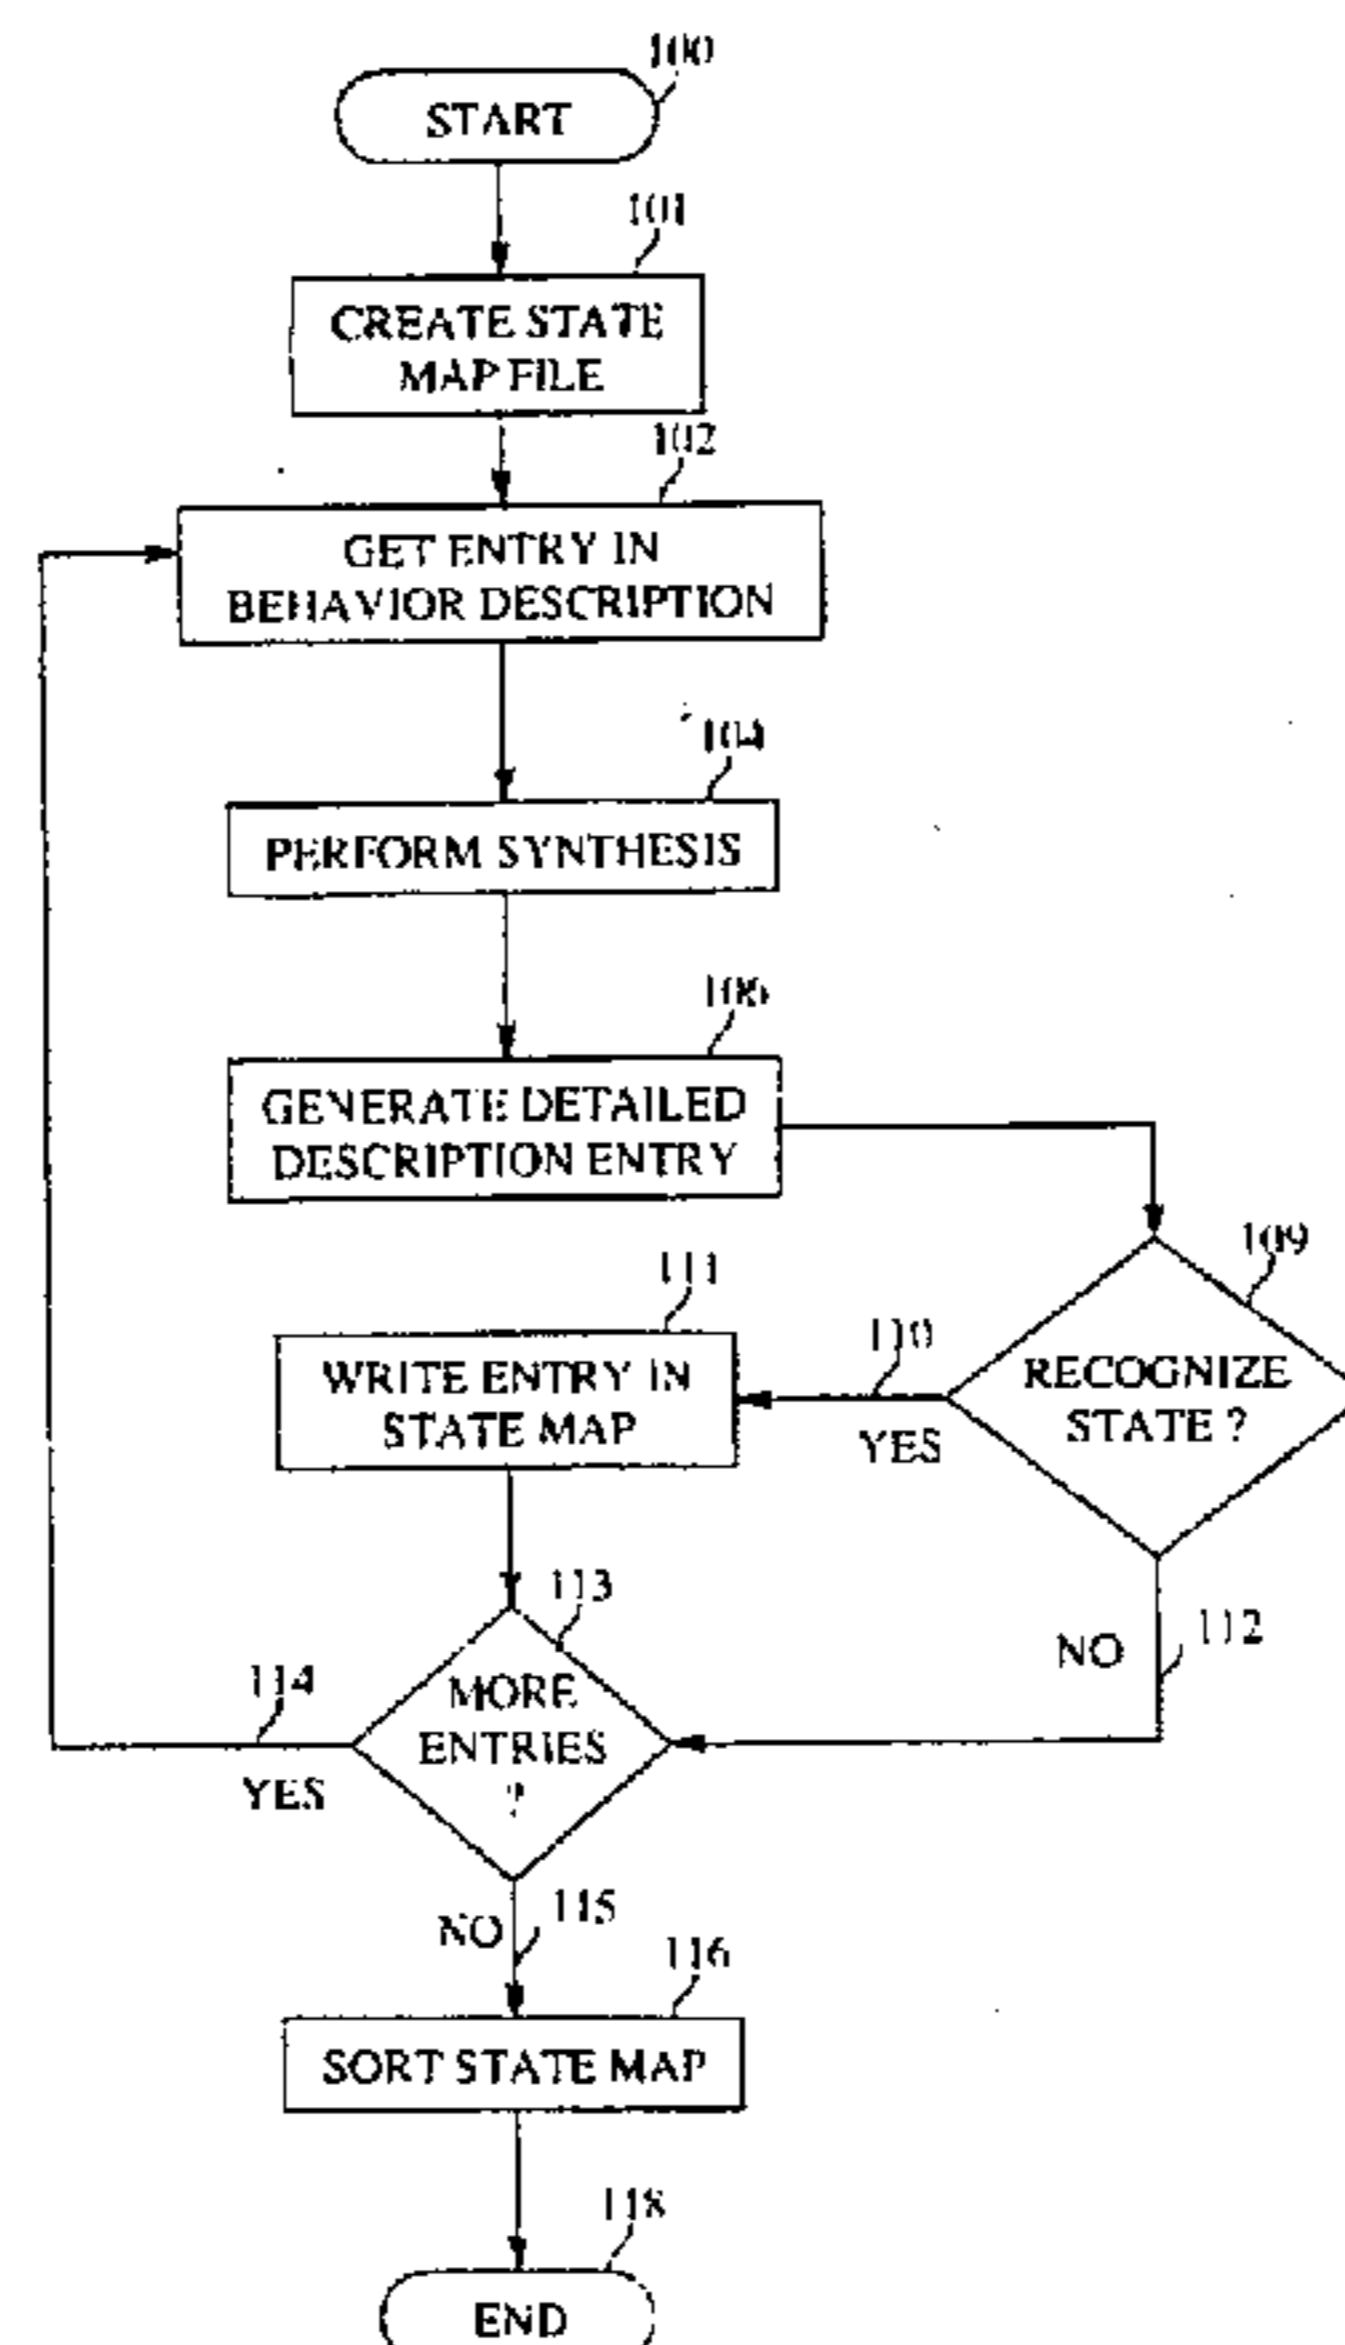 100
START
101
CREATE STATE
MAP FILE
102
GET ENTRY IN
BEHAVIOR DESCRIPTION
104
PERFORM SYNTHESIS
106
GENERATE DETAILED
DESCRIPTION ENTRY
109
RECOGNIZE
STATE ?
110
YES
111
WRITE ENTRY IN
STATE MAP
112
NO
113
MORE
ENTRIES
?
114
YES
115
NO
116
SORT STATE MAP
118
END